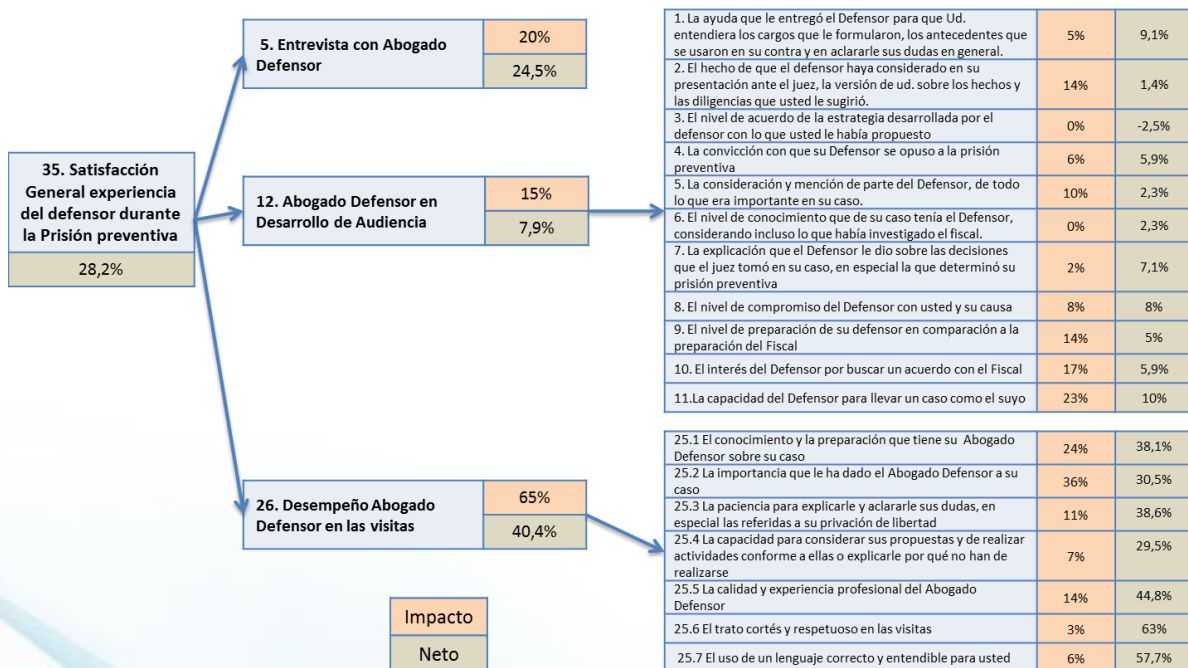 35. Satisfacción
General experiencia
del defensor durante
la Prisión preventiva
28,2%
5. Entrevista con Abogado
Defensor
20%
24,5%
12. Abogado Defensor en
Desarrollo de Audiencia
15%
7,9%
26. Desempeño Abogado
Defensor en las visitas
65%
40,4%
Impacto
Neto
1. La ayuda que le entregó el Defensor para que Ud.
entendiera los cargos que le formularon, los antecedentes que
se usaron en su contra y en aclararle sus dudas en general.
5%
9,1%
2. El hecho de que el defensor haya considerado en su
presentación ante el juez, la versión de ud. sobre los hechos y
las diligencias que usted le sugirió.
14%
1,4%
3. El nivel de acuerdo de la estrategia desarrollada por el
defensor con lo que usted le había propuesto
0%
-2,5%
4. La convicción con que su Defensor se opuso a la prisión
preventiva
6%
5,9%
5. La consideración y mención de parte del Defensor, de todo
lo que era importante en su caso.
10%
2,3%
6. El nivel de conocimiento que de su caso tenía el Defensor,
considerando incluso lo que había investigado el fiscal.
0%
2,3%
7. La explicación que el Defensor le dio sobre las decisiones
que el juez tomó en su caso, en especial la que determinó su
prisión preventiva
2%
7,1%
8. El nivel de compromiso del Defensor con usted y su causa
8%
8%
9. El nivel de preparación de su defensor en comparación a la
preparación del Fiscal
14%
5%
10. El interés del Defensor por buscar un acuerdo con el Fiscal
17%
5,9%
11.La capacidad del Defensor para llevar un caso como el suyo
23%
10%
25.1 El conocimiento y la preparación que tiene su Abogado
Defensor sobre su caso
24%
38,1%
25.2 La importancia que le ha dado el Abogado Defensor a su
caso
36%
30,5%
25.3 La paciencia para explicarle y aclararle sus dudas, en
especial las referidas a su privación de libertad
11%
38,6%
25.4 La capacidad para considerar sus propuestas y de realizar
actividades conforme a ellas o explicarle por qué no han de
realizarse
7%
29,5%
25.5 La calidad y experiencia profesional del Abogado
Defensor
14%
44,8%
25.6 El trato cortés y respetuoso en las visitas
3%
63%
25.7 El uso de un lenguaje correcto y entendible para usted
6%
57,7%